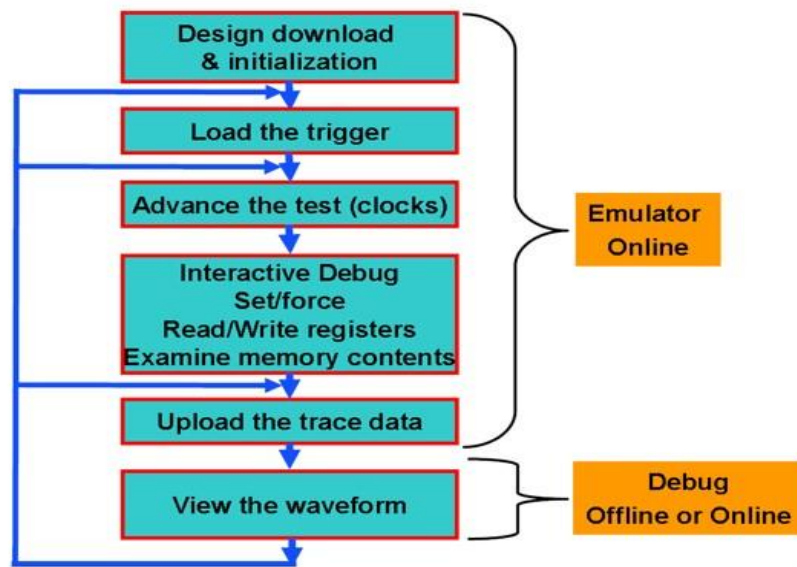 Design download
& initialization
Load the trigger
Advance the test (clocks)
Interactive Debug
Set/force
Read/Write registers
Examine memory contents
Upload the trace data
View the waveform
Emulator
Online
Debug
Offline or Online